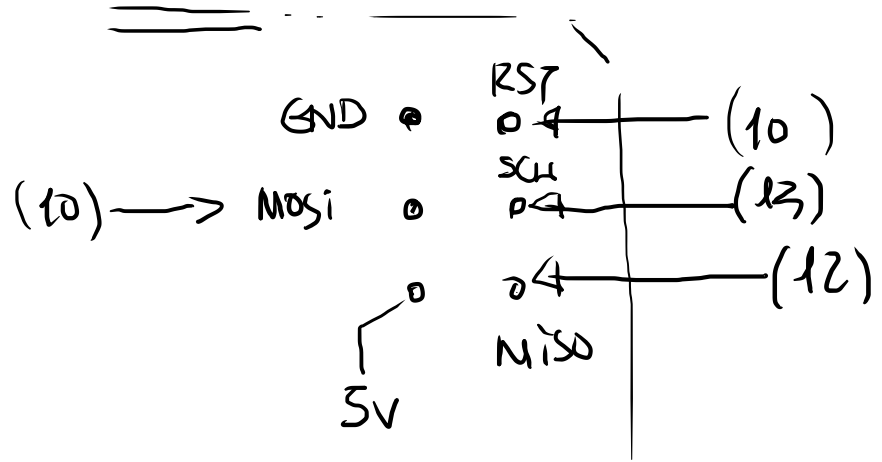 RST
GND (10)
SCK
(10) MOSi (13)
(12)
MiSO
5V